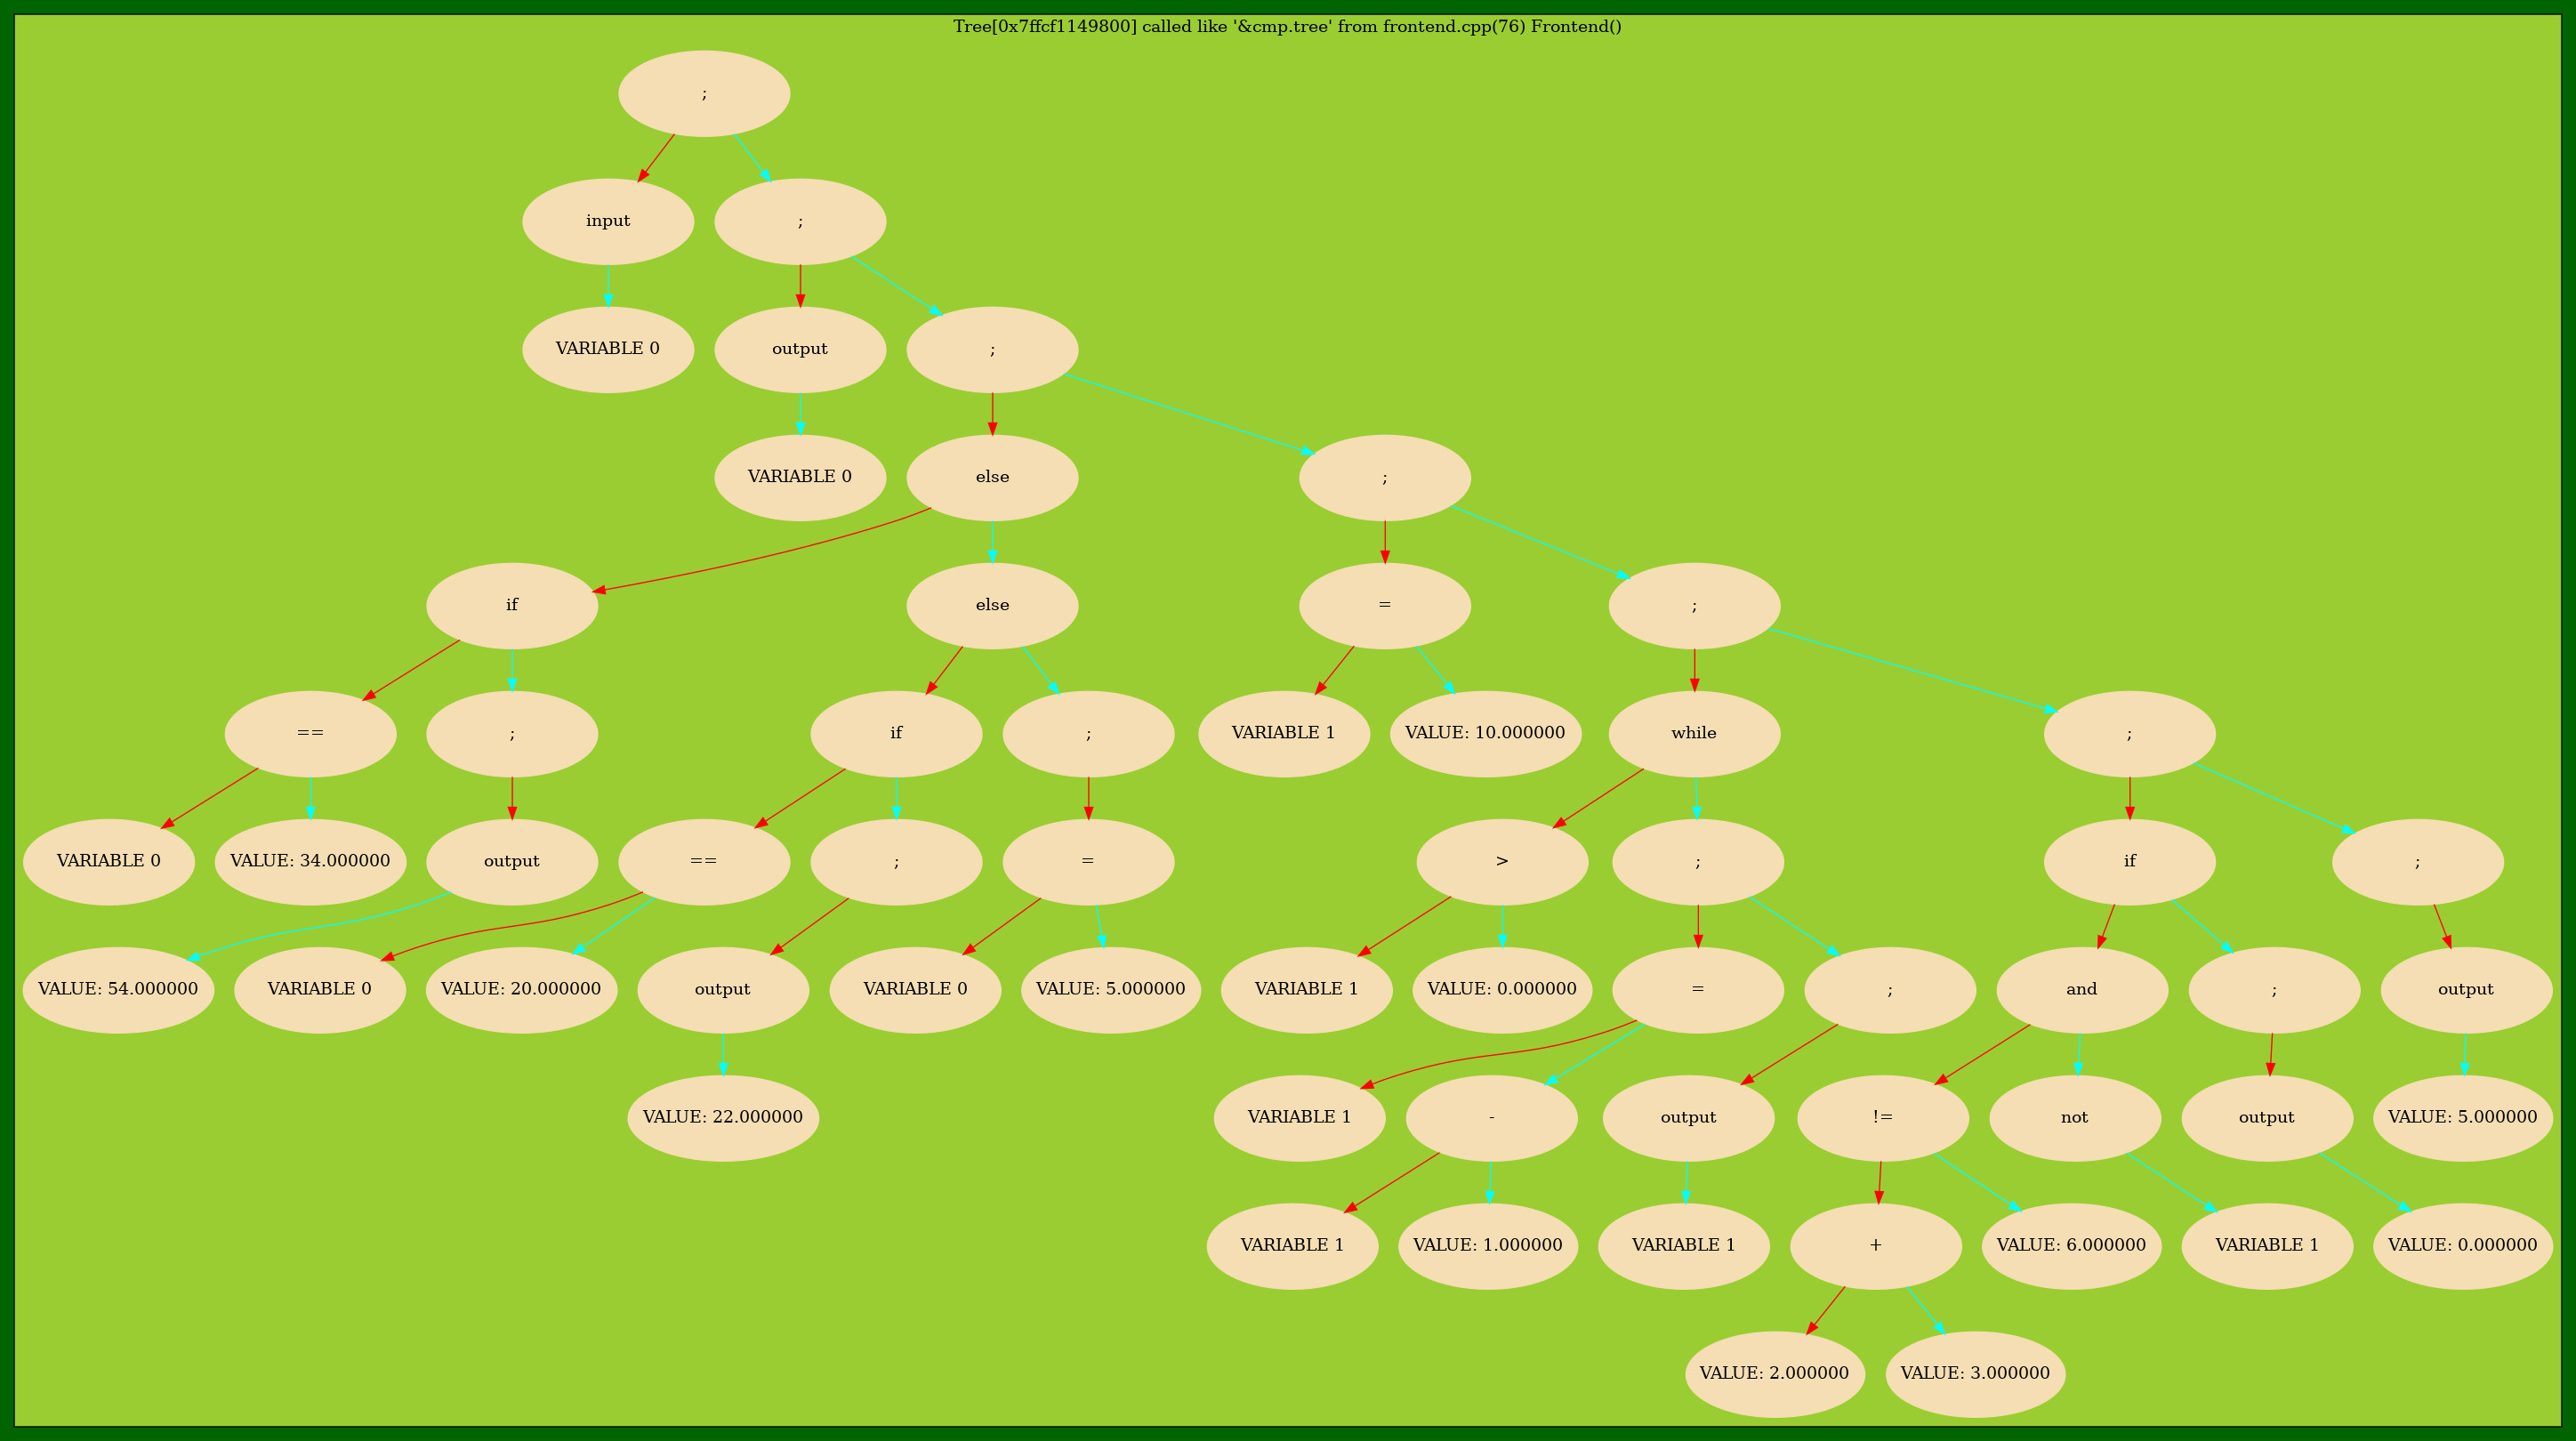 Tree[0x7ffcf1149800] called like '&cmp.tree' from frontend.cpp(76) Frontend()
;
input ;
VARIABLE 0 output ;
VARIABLE 0 else ;
if else = ;
== ; if ; VARIABLE 1 VALUE: 10.000000 while ;
VARIABLE 0 VALUE: 34.000000 output == ; = > ; if ;
VALUE: 54.000000 VARIABLE 0 VALUE: 20.000000 output VARIABLE 0 VALUE: 5.000000 VARIABLE 1 VALUE: 0.000000 = ; and ; output
VALUE: 22.000000 VARIABLE 1 - output != not output VALUE: 5.000000
VARIABLE 1 VALUE: 1.000000 VARIABLE 1 + VALUE: 6.000000 VARIABLE 1 VALUE: 0.000000
VALUE: 2.000000 VALUE: 3.000000